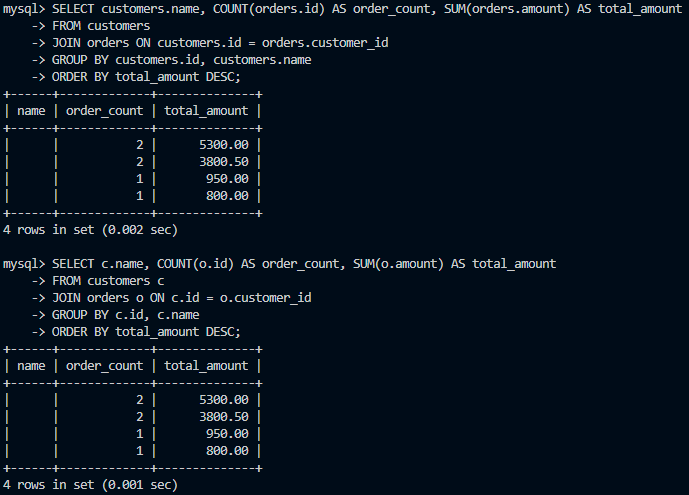 mysql> SELECT customers.name, COUNT(orders.id) AS order_count, SUM(orders.amount) AS total_amount
    -> FROM customers
    -> JOIN orders ON customers.id = orders.customer_id
    -> GROUP BY customers.id, customers.name
    -> ORDER BY total_amount DESC;
+------+-------------+--------------+
| name | order_count | total_amount |
+------+-------------+--------------+
|      |           2 |      5300.00 |
|      |           2 |      3800.50 |
|      |           1 |       950.00 |
|      |           1 |       800.00 |
+------+-------------+--------------+
4 rows in set (0.002 sec)

mysql> SELECT c.name, COUNT(o.id) AS order_count, SUM(o.amount) AS total_amount
    -> FROM customers c
    -> JOIN orders o ON c.id = o.customer_id
    -> GROUP BY c.id, c.name
    -> ORDER BY total_amount DESC;
+------+-------------+--------------+
| name | order_count | total_amount |
+------+-------------+--------------+
|      |           2 |      5300.00 |
|      |           2 |      3800.50 |
|      |           1 |       950.00 |
|      |           1 |       800.00 |
+------+-------------+--------------+
4 rows in set (0.001 sec)